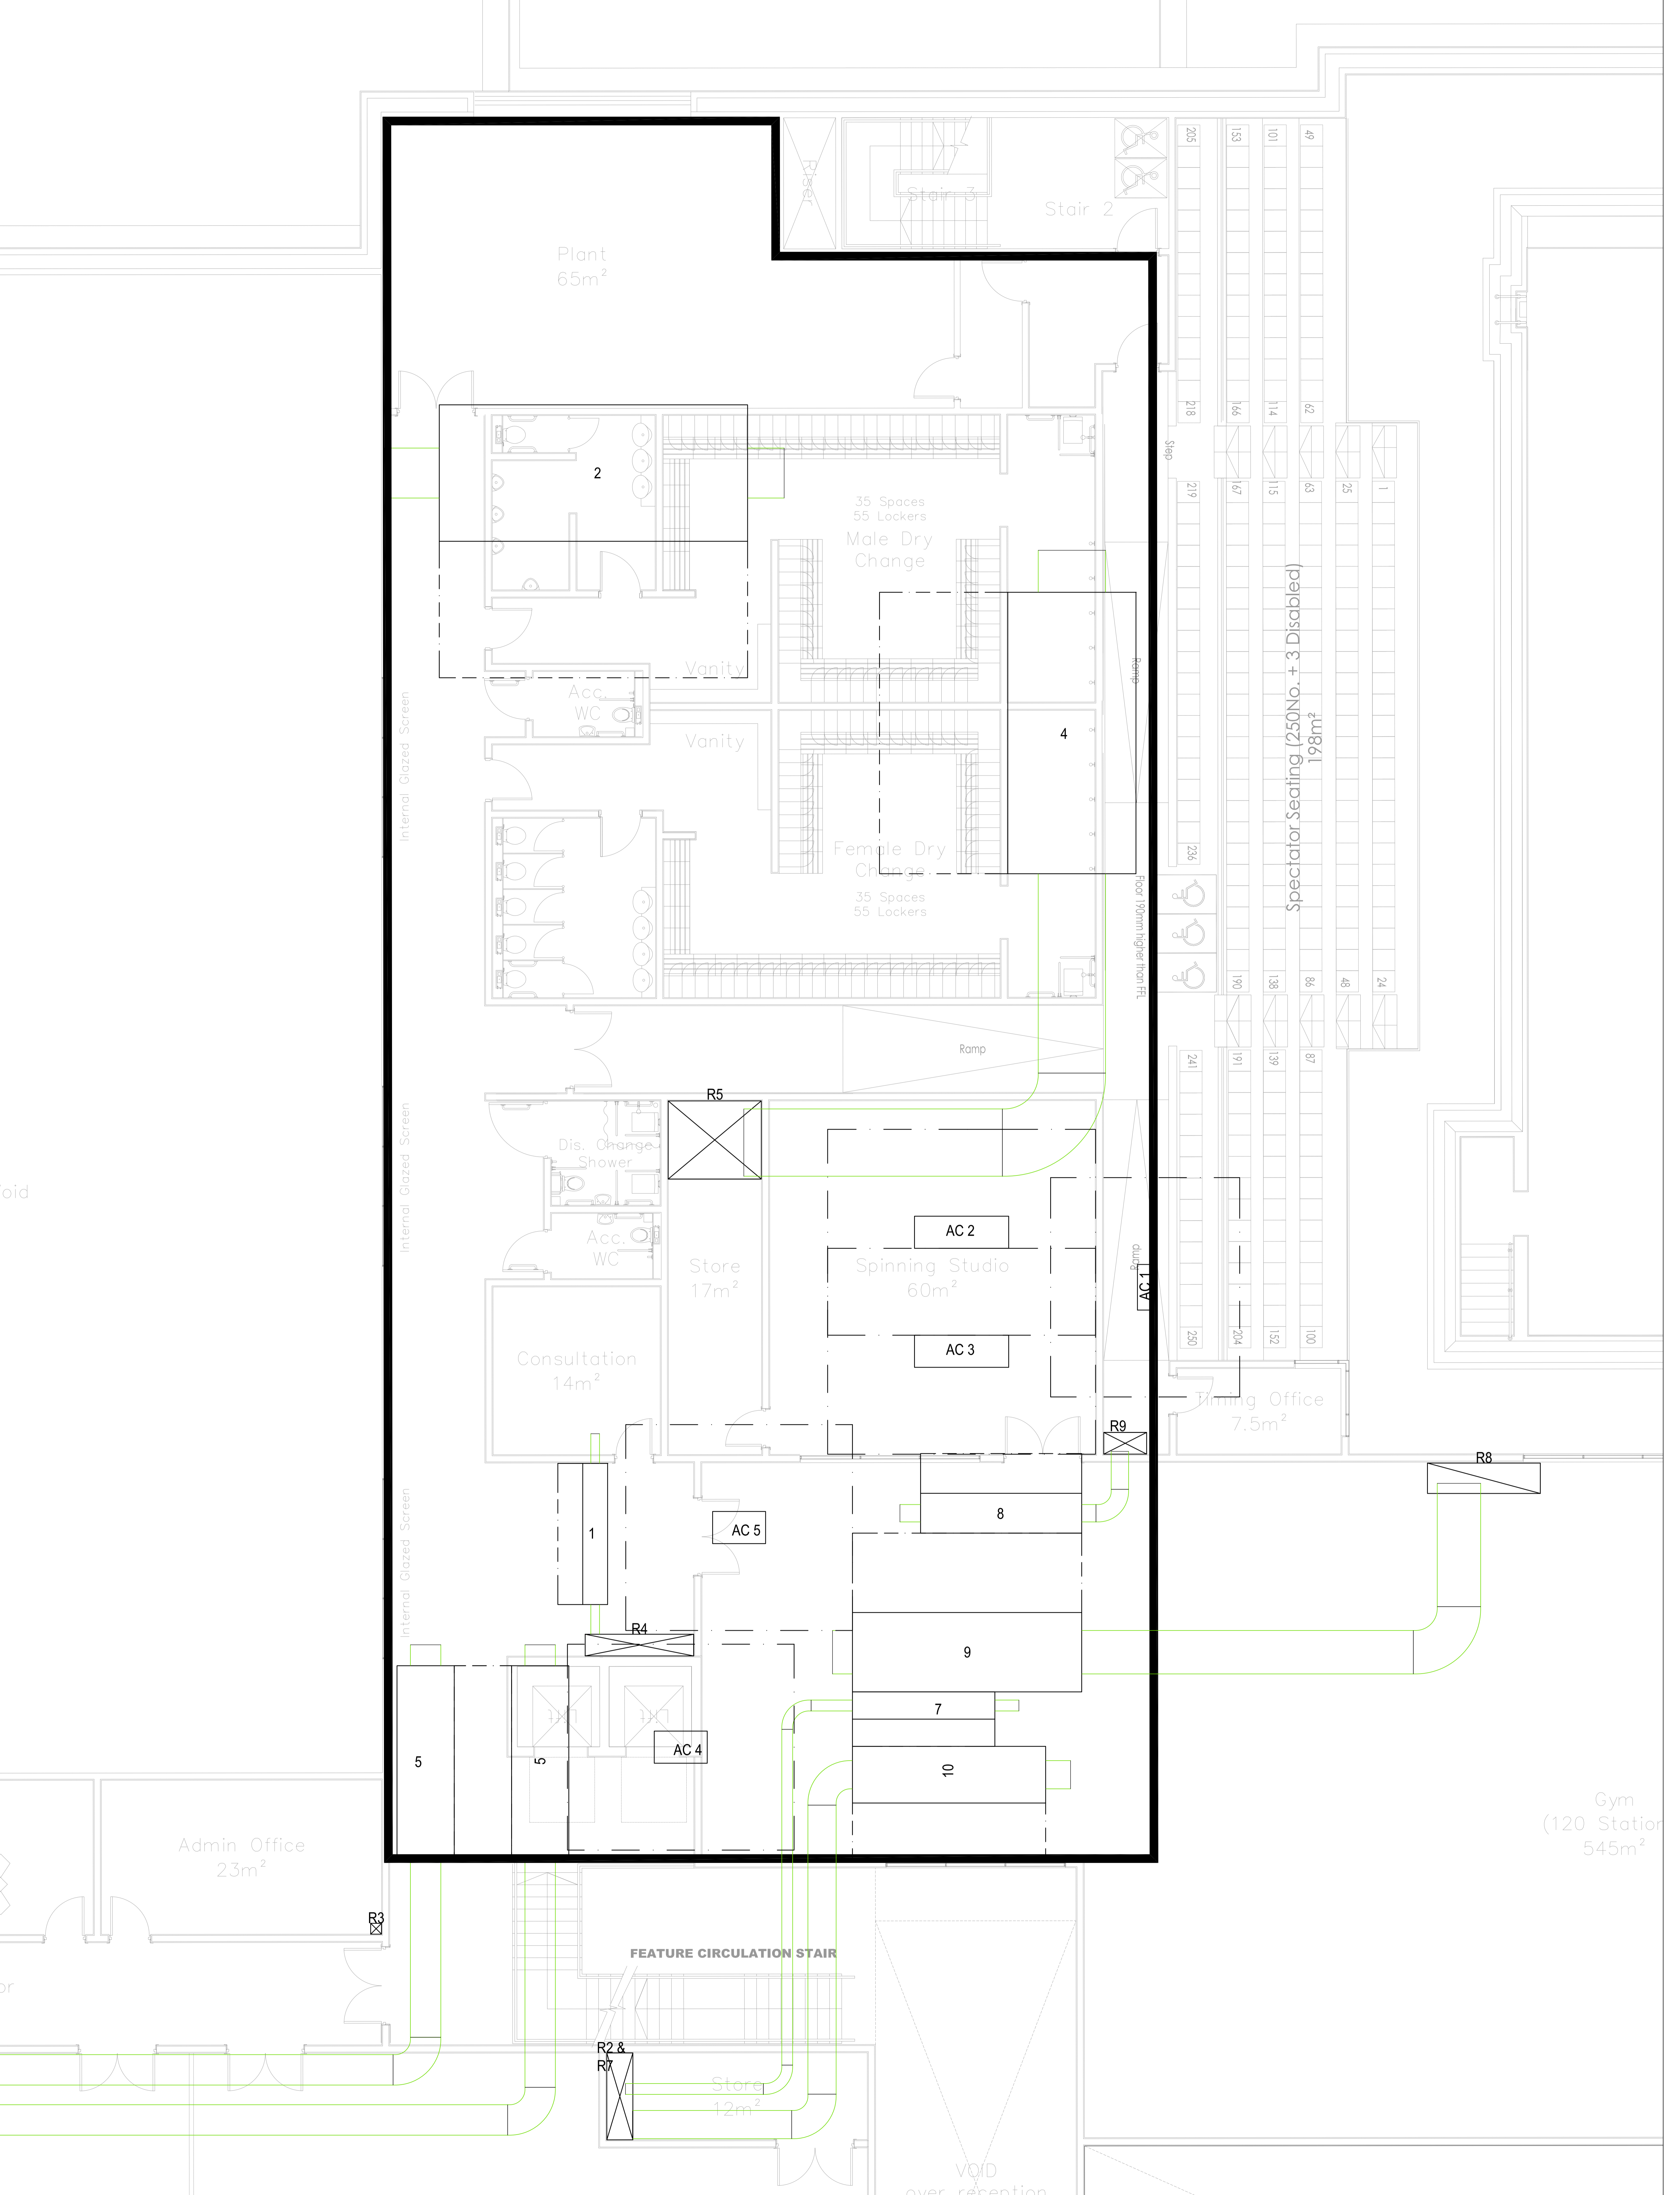 Riser
Stair 3
Stair 2
Plant
65m²
205
153
101
49
218
166
114
62
Step
219
167
115
63
25
1
2
35 Spaces
55 Lockers
Male Dry
Change
Vanity
Acc.
WC
Vanity
Ramp
4
Internal Glazed Screen
Spectator Seating (250No. + 3 Disabled)
198m²
236
Female Dry
Change
35 Spaces
55 Lockers
Floor 190mm higher than FFL
190
138
86
48
24
Ramp
241
191
139
87
R5
Internal Glazed Screen
Dis. Change
Shower
Acc.
WC
Store
17m²
AC 2
Spinning Studio
60m²
AC 3
Ramp
AC 1
250
204
152
100
oid
Consultation
14m²
Timing Office
7.5m²
R9
R8
Internal Glazed Screen
1
AC 5
8
R4
9
Lift
Lift
7
5
5
AC 4
10
Admin Office
23m²
Gym
(120 Station
545m²
R3
FEATURE CIRCULATION STAIR
or
R2 &
R7
Store
12m²
VOID
over reception